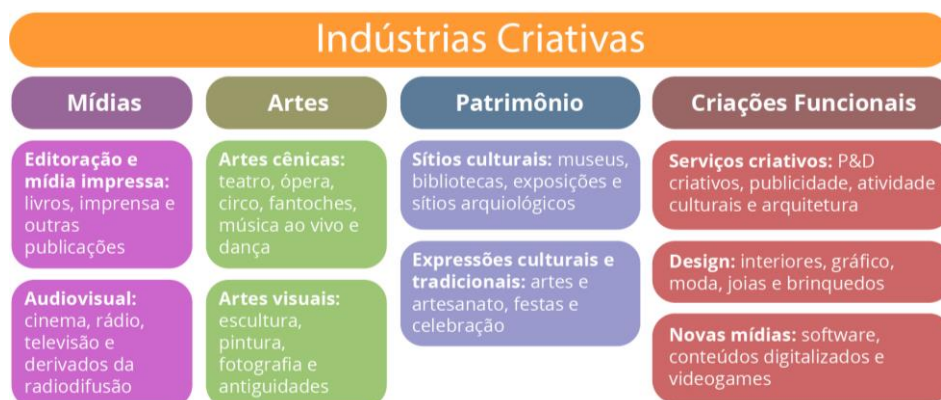 Indústrias Criativas
Mídias
Editoração e
mídia impressa:
livros, imprensa e
outras
publicações
Audiovisual:
cinema, rádio,
televisão e
derivados da
radiodifusão
Artes
Artes cênicas:
teatro, ópera,
circo, fantoches,
música ao vivo e
dança
Artes visuais:
escultura,
pintura,
fotografia e
antiguidades
Patrimônio
Sítios culturais: museus,
bibliotecas, exposições e
sítios arquiológicos
Expressões culturais e
tradicionais: artes e
artesanato, festas e
celebração
Criações Funcionais
Serviços criativos: P&D
criativos, publicidade, atividade
culturais e arquitetura
Design: interiores, gráfico,
moda, joias e brinquedos
Novas mídias: software,
conteúdos digitalizados e
videogames